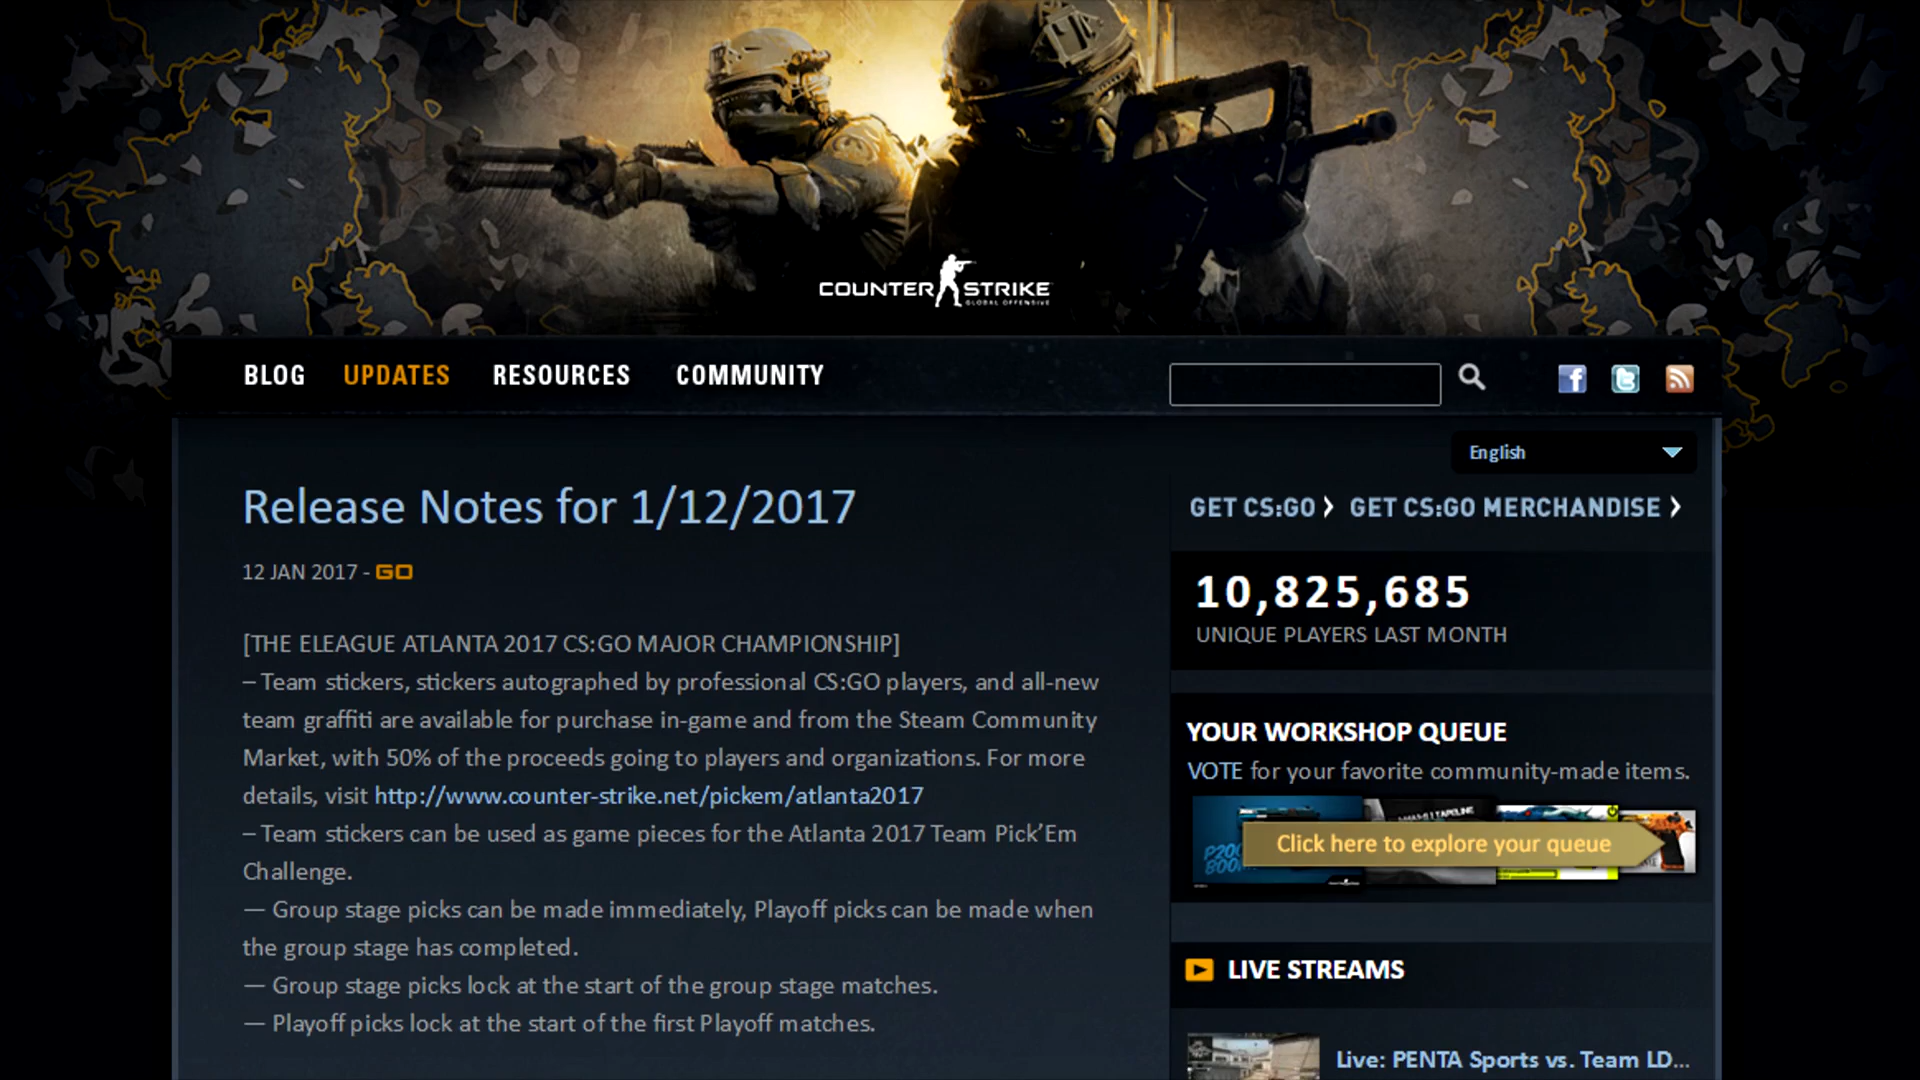 COUNTER STRIKE
GLOBAL OFFENSIVE
BLOG UPDATES RESOURCES COMMUNITY
English
Release Notes for 1/12/2017
12 JAN 2017 - GO
[THE ELEAGUE ATLANTA 2017 CS:GO MAJOR CHAMPIONSHIP]
– Team stickers, stickers autographed by professional CS:GO players, and all-new
team graffiti are available for purchase in-game and from the Steam Community
Market, with 50% of the proceeds going to players and organizations. For more
details, visit http://www.counter-strike.net/pickem/atlanta2017
– Team stickers can be used as game pieces for the Atlanta 2017 Team Pick’Em
Challenge.
— Group stage picks can be made immediately, Playoff picks can be made when
the group stage has completed.
— Group stage picks lock at the start of the group stage matches.
— Playoff picks lock at the start of the first Playoff matches.
GET CS:GO GET CS:GO MERCHANDISE
10,825,685
UNIQUE PLAYERS LAST MONTH
YOUR WORKSHOP QUEUE
VOTE for your favorite community-made items.
Click here to explore your queue
LIVE STREAMS
Live: PENTA Sports vs. Team LD...